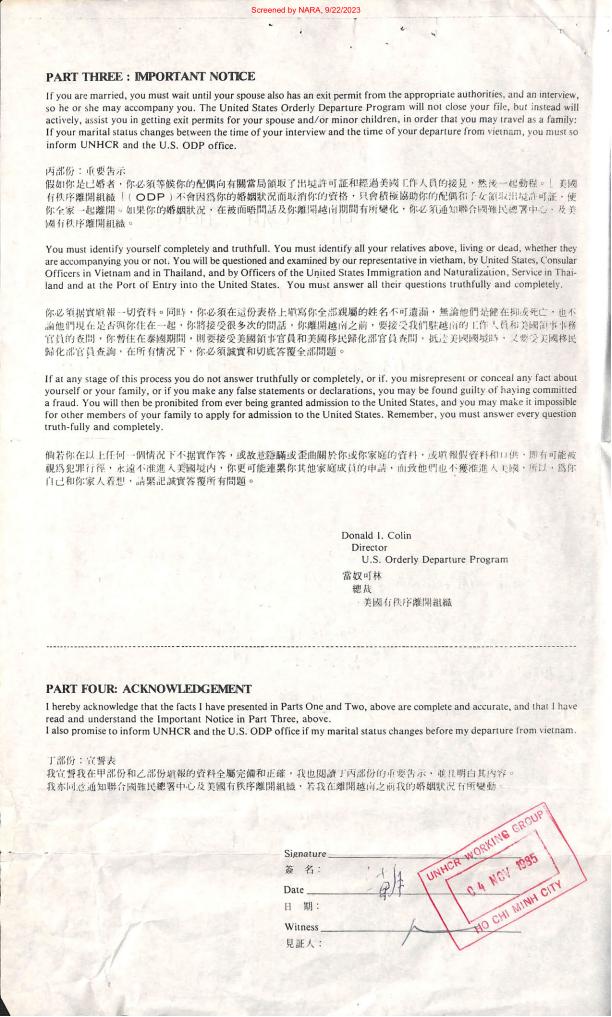 Screened by NARA, 9/22/2023
PART THREE : IMPORTANT NOTICE
If you are married, you must wait until your spouse also has an exit permit from the appropriate authorities, and an interview,
so he or she may accompany you. The United States Orderly Departure Program will not close your file, but instead will
actively, assist you in getting exit permits for your spouse and/or minor children, in order that you may travel as a family:
If your marital status changes between the time of your interview and the time of your departure from vietnam, you must so
inform UNHCR and the U.S. ODP office.
丙部份：重要告示
假如你是已婚者，你必須等候你的配偶向有關當局領取了出境許可証和經過美國工作人員的接見，然後一起動程。「美國
有秩序離開組織「( ODP ) 不會因爲你的婚姻狀況而取消你的資格，只會積極協助你的配偶和子女領取出境許可証，使
你全家一起離開。如果你的婚姻狀況，在被面晤問話及你離開越南期間有所變化，你必須通知聯合國難民總署中心，及美
國有秩序離開組織。
You must identify yourself completely and truthfull. You must identify all your relatives above, living or dead, whether they
are accompanying you or not. You will be questioned and examined by our representative in vietham, by United States, Consular
Officers in Vietnam and in Thailand, and by Officers of the United States Immigration and Naturalization, Service in Thai-
land and at the Port of Entry into the United States. You must answer all their questions truthfully and completely.
你必須据實填報一切資料。同時，你必須在這份表格上填寫你全部親屬的姓名不可遺漏，無論他們是健在抑或死亡，也不
論他們現在是否與你住在一起，你將接受很多次的問話，你離開越南之前，要接受我們駐越南的工作人員和美國領事事務
官員的查問，你暫住在泰國期間，則要接受美國領事官員和美國移民歸化部官員查問，抵達美國國境時，又要受美國移民
歸化部官員查詢，在所有情況下，你必須誠實和切底答覆全部問題。
If at any stage of this process you do not answer truthfully or completely, or if. you misrepresent or conceal any fact about
yourself or your family, or if you make any false statements or declarations, you may be found guilty of haying committed
a fraud. You will then be ponibited from ever being granted admission to the United States, and you may make it impossible
for other members of your family to apply for admission to the United States. Remember, you must answer every question
truth-fully and completely.
倘若你在以上任何一個情況下不据實作答，或故意隱瞞或歪曲關於你或你家庭的資料，或填報假資料和口供，即有可能被
視爲犯罪行徑，永遠不准進入美國境內，你更可能連累你其他家庭成員的申請，而致他們也不獲准進入美國，所以，爲你
自己和你家人着想，請緊記誠實答覆所有問題。
Donald I. Colin
Director
U.S. Orderly Departure Program
當奴可林
總裁
美國有秩序離開組織
PART FOUR: ACKNOWLEDGEMENT
I hereby acknowledge that the facts I have presented in Parts One and Two, above are complete and accurate, and that I have
read and understand the Important Notice in Part Three, above.
I also promise to inform UNHCR and the U.S. ODP office if my marital status changes before my departure from vietnam.
丁部份：宣誓表
我宣誓我在甲部份和乙部份填報的資料全屬完備和正確，我也閱讀了丙部份的重要告示，並且明白其內容。
我亦同意通知聯合國難民總署中心及美國有秩序離開組織，若我在離開越南之前我的婚姻狀況有所變動。
Signature
簽 名：
Date
日 期：
Witness
見証人：
UNHCR WORKING GROUP
04 NOV 1985
HO CHI MINH CITY